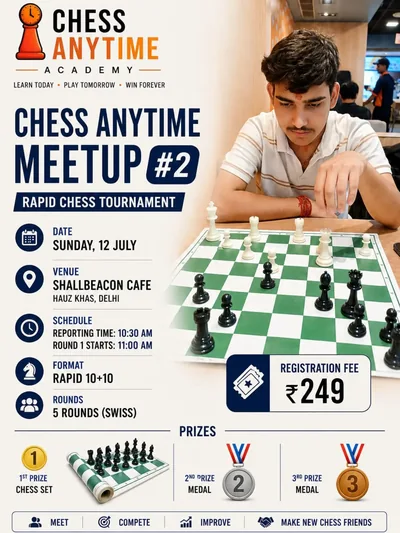 CHESS
ANYTIME
ACADEMY
LEARN TODAY • PLAY TOMORROW • WIN FOREVER
CHESS ANYTIME
MEETUP #2
RAPID CHESS TOURNAMENT
DATE
SUNDAY, 12 JULY
VENUE
SHALLBEACON CAFE
HAUZ KHAS, DELHI
SCHEDULE
REPORTING TIME: 10:30 AM
ROUND 1 STARTS: 11:00 AM
FORMAT
RAPID 10+10
ROUNDS
5 ROUNDS (SWISS)
REGISTRATION FEE
₹249
PRIZES
1
1ST PRIZE
CHESS SET
2ND PRIZE
MEDAL
2
3RD PRIZE
MEDAL
3
MEET
COMPETE
IMPROVE
MAKE NEW CHESS FRIENDS